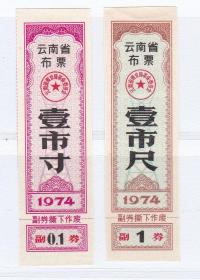 云南省
布票
壹市寸
1974
副券撕下作废
副 0.1 券
云南省
布票
壹市尺
1974
副券撕下作废
副 1 券